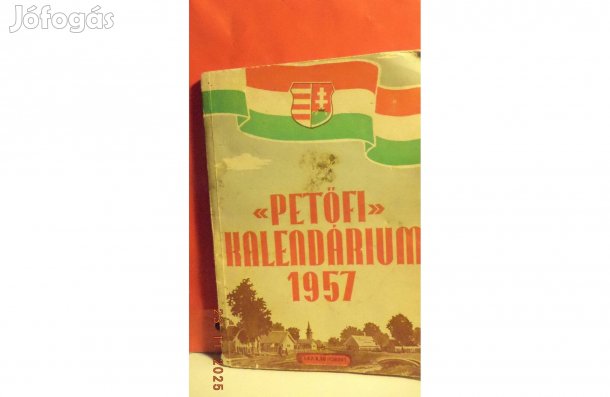 Jófogás
«PETŐFI»
KALENDÁRIUM
1957